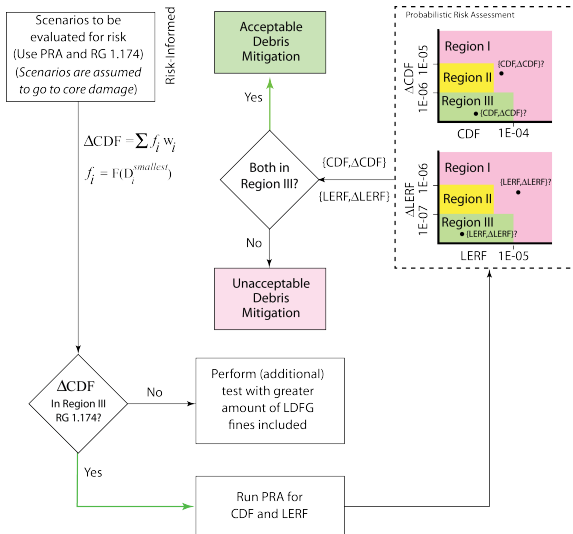 Scenarios to be
evaluated for risk
(Use PRA and RG 1.174)
(Scenarios are assumed
to go to core damage)
Risk-Informed
ΔCDF = ∑ f_i w_i
f_i = F(D_i^smallest)
Acceptable
Debris
Mitigation
Yes
Both in
Region III?
{CDF,ΔCDF}
{LERF,ΔLERF}
No
Unacceptable
Debris
Mitigation
Probabilistic Risk Assessment
ΔCDF
1E-05
1E-06
Region I
{CDF,ΔCDF}?
Region II
Region III
{CDF,ΔCDF}?
CDF
1E-04
ΔLERF
1E-06
1E-07
Region I
{LERF,ΔLERF}?
Region II
Region III
{LERF,ΔLERF}?
LERF
1E-05
ΔCDF
In Region III
RG 1.174?
No
Perform (additional)
test with greater
amount of LDFG
fines included
Yes
Run PRA for
CDF and LERF